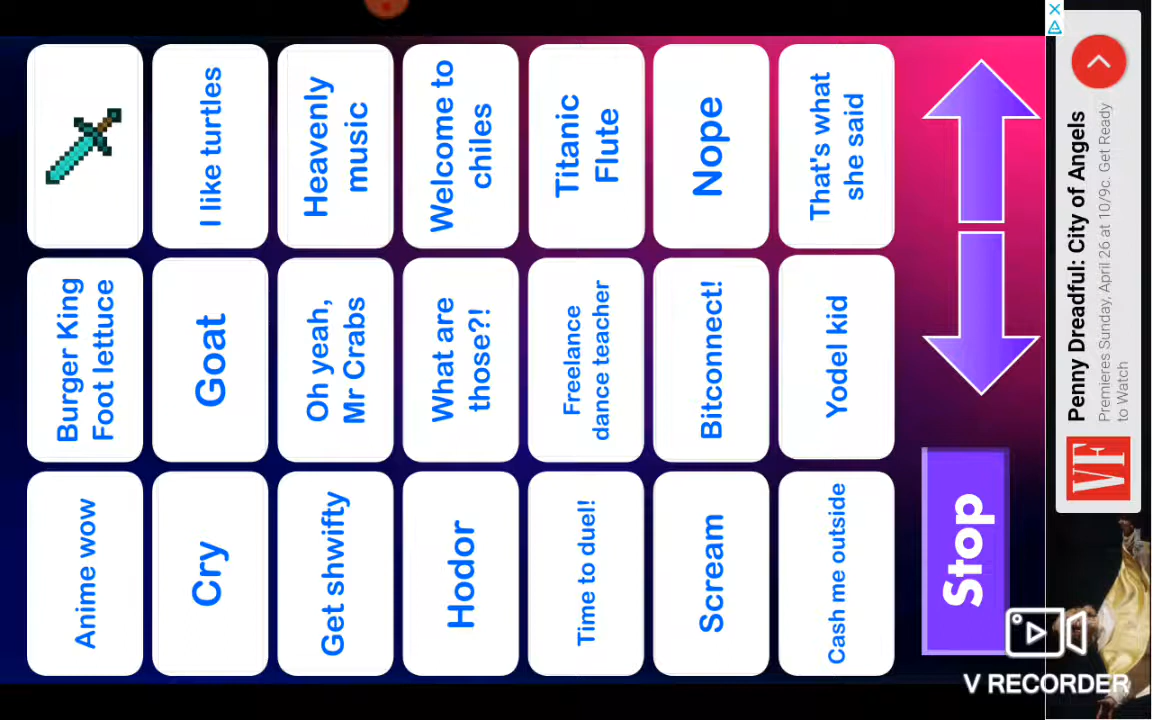 Anime wow
Burger King
Foot lettuce
Cry
Goat
I like turtles
Get shwifty
Oh yeah,
Mr Crabs
Heavenly
music
Hodor
What are
those?!
Welcome to
chiles
Time to duel!
Freelance
dance teacher
Titanic
Flute
Scream
Bitconnect!
Nope
Cash me outside
Yodel kid
That's what
she said
Stop
VF
Penny Dreadful: City of Angels
Premieres Sunday, April 26 at 10/9c. Get Ready
to Watch
V RECORDER